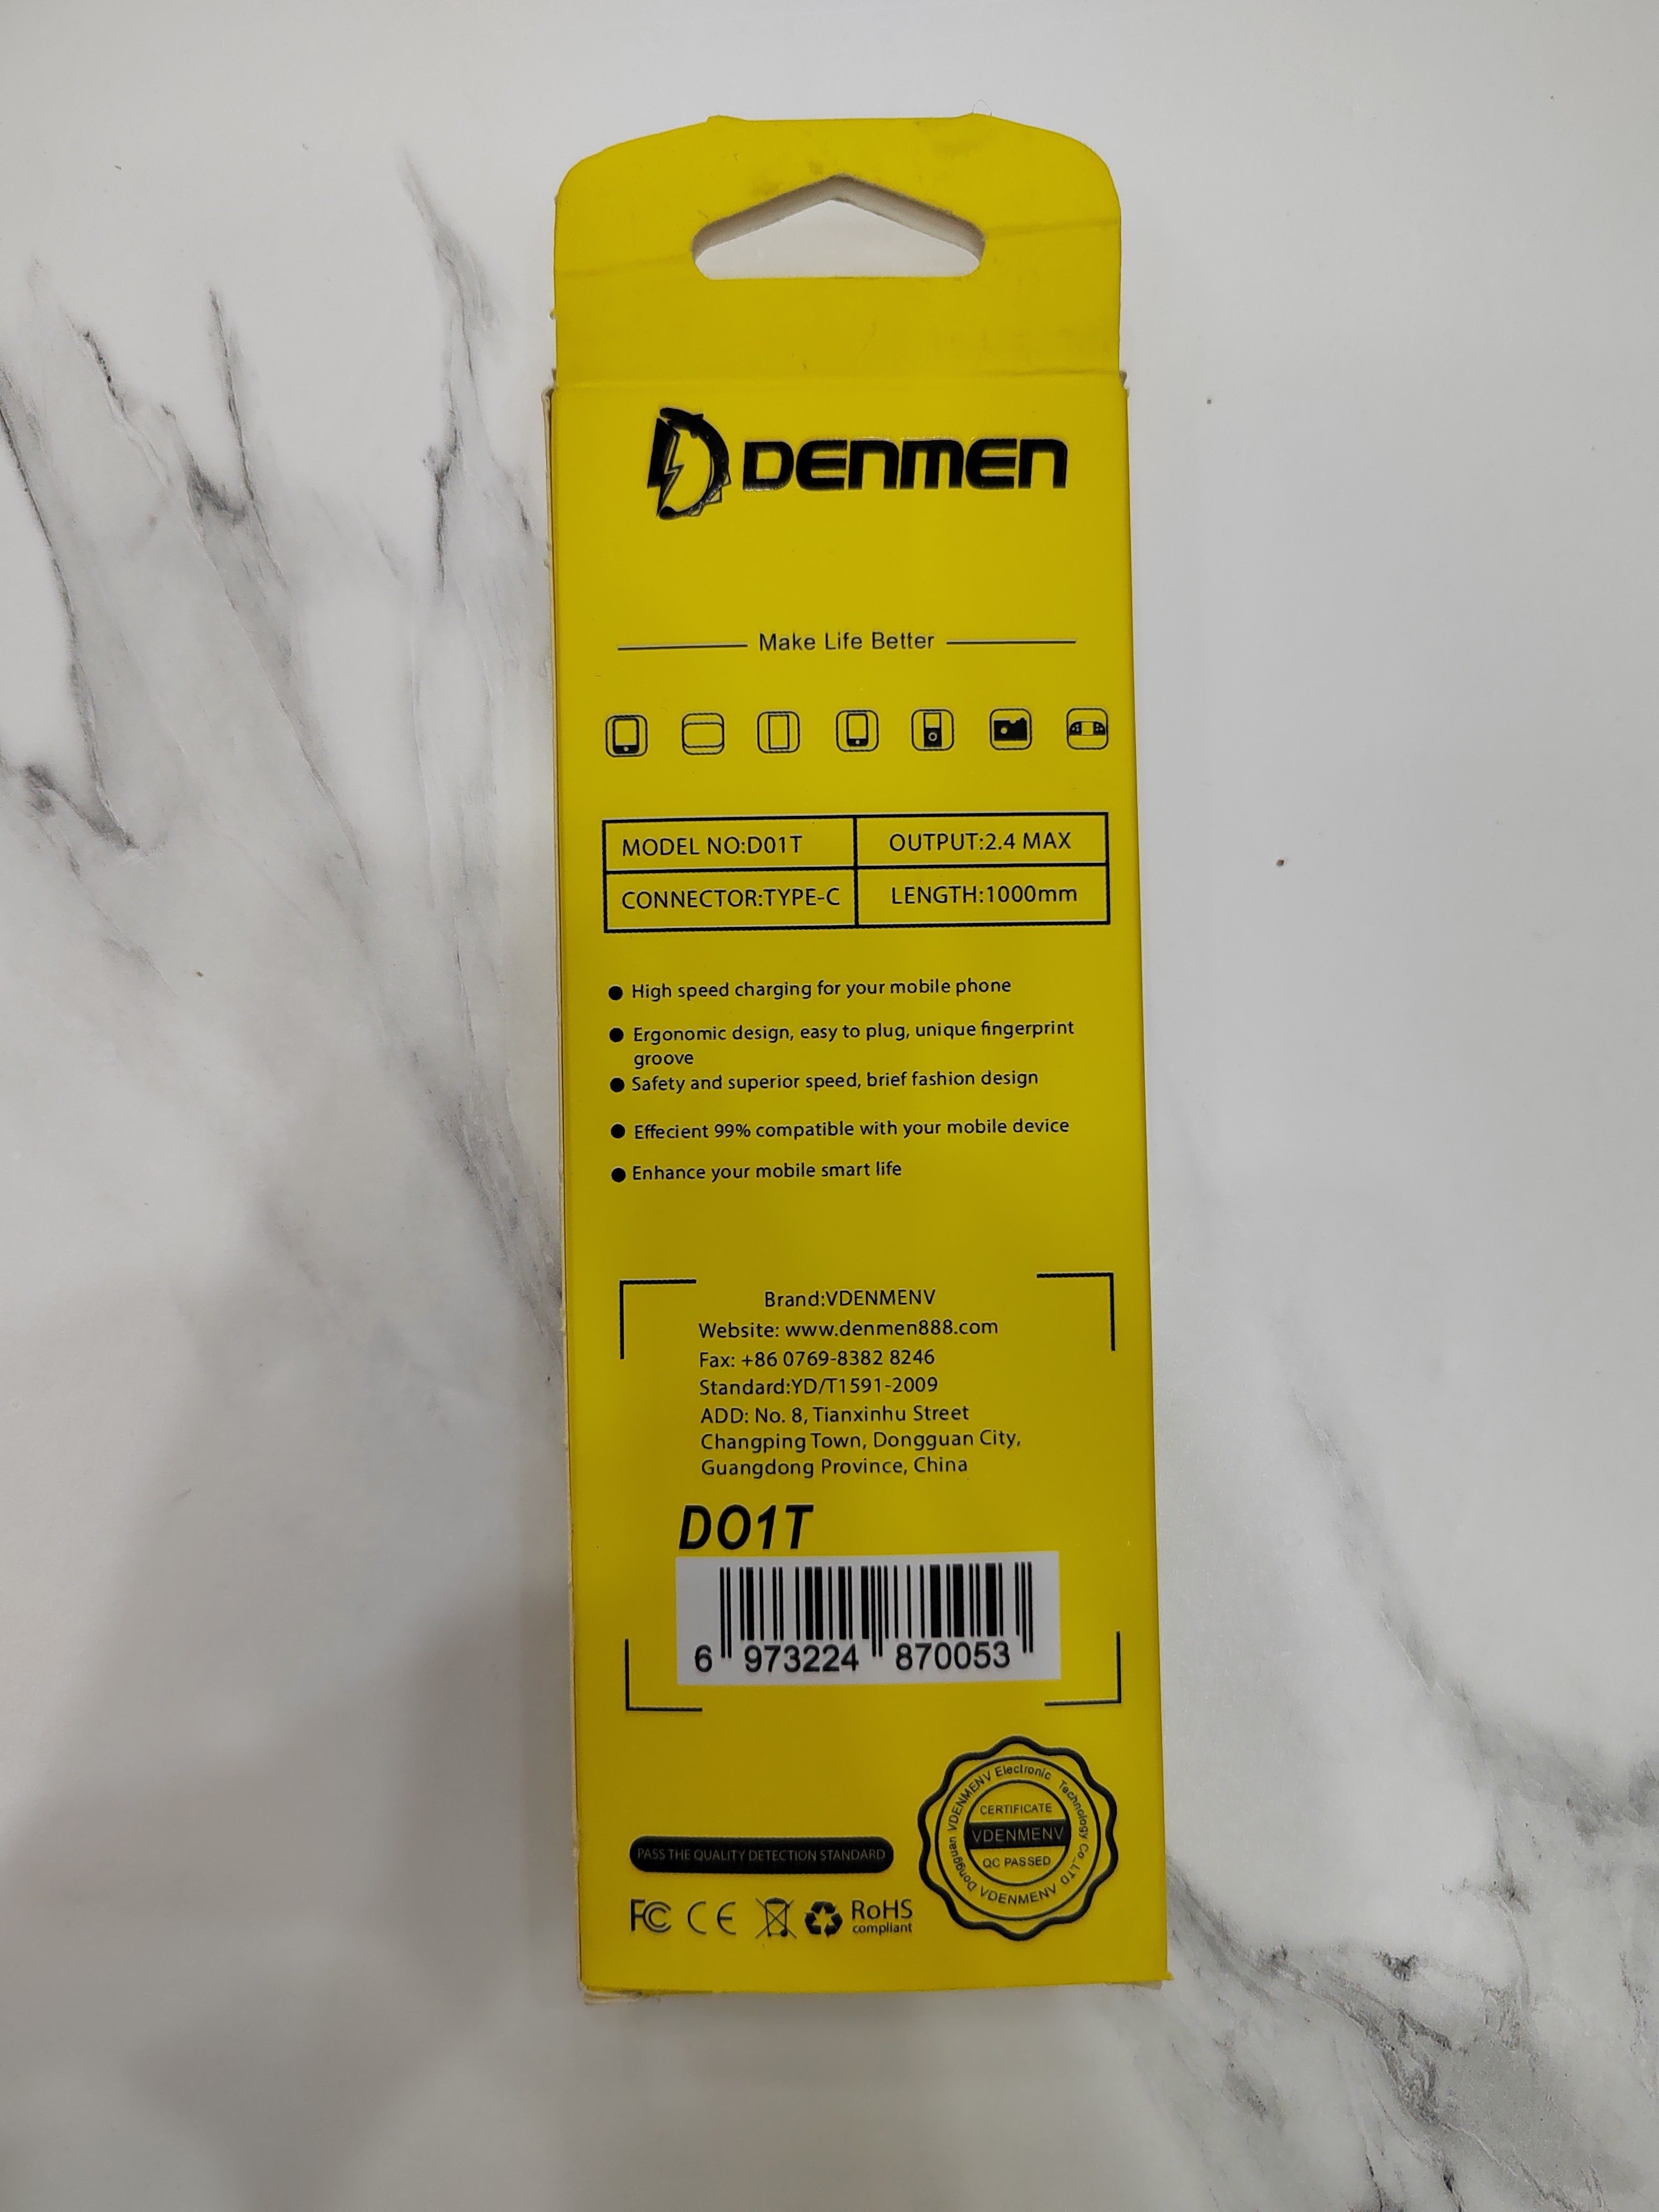 DENMEN
Make Life Better
MODEL NO:D01T
OUTPUT:2.4 MAX
CONNECTOR:TYPE-C
LENGTH:1000mm
● High speed charging for your mobile phone
● Ergonomic design, easy to plug, unique fingerprint
groove
● Safety and superior speed, brief fashion design
● Effecient 99% compatible with your mobile device
● Enhance your mobile smart life
Brand:VDENMENV
Website: www.denmen888.com
Fax: +86 0769-8382 8246
Standard:YD/T1591-2009
ADD: No. 8, Tianxinhu Street
Changping Town, Dongguan City,
Guangdong Province, China
D01T
6 973224 870053
PASS THE QUALITY DETECTION STANDARD
FC CE RoHS
compliant
Dongguan VDENMENV Electronic Technology Co.,LTD
CERTIFICATE
VDENMENV
QC PASSED
VDENMENV